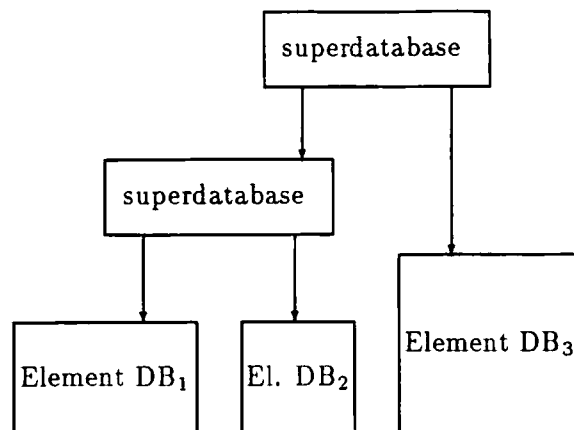 superdatabase
superdatabase
Element DB₁
El. DB₂
Element DB₃